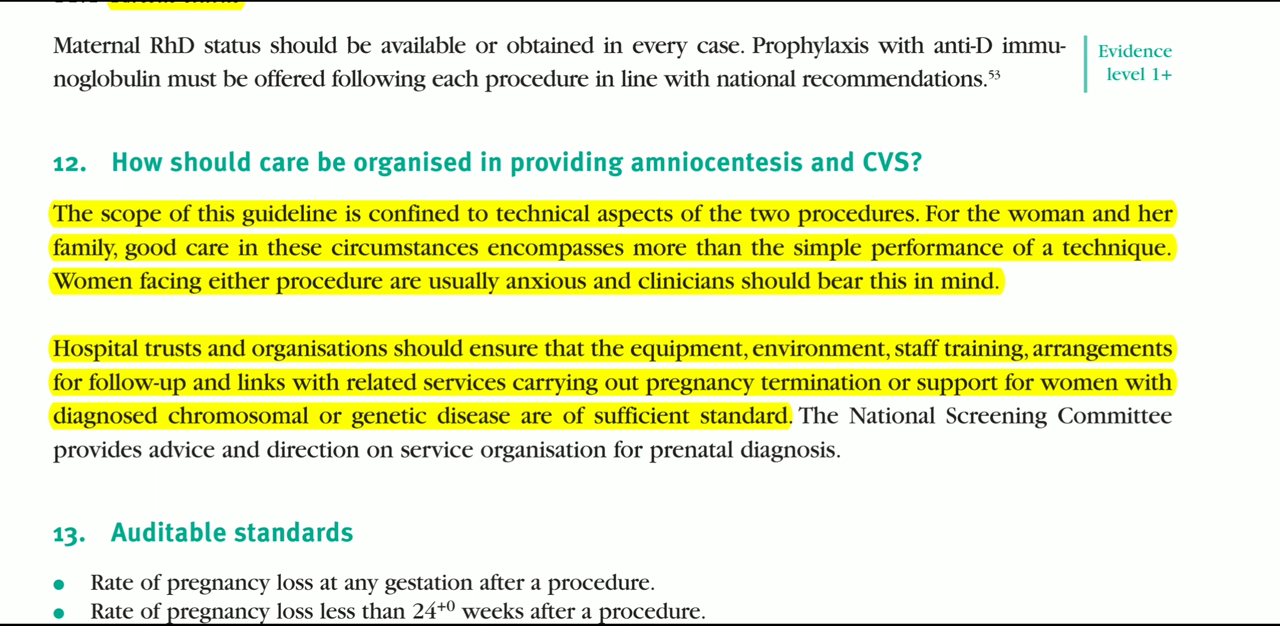 Maternal RhD status should be available or obtained in every case. Prophylaxis with anti-D immu-
noglobulin must be offered following each procedure in line with national recommendations.⁵³
Evidence
level 1+
12. How should care be organised in providing amniocentesis and CVS?
The scope of this guideline is confined to technical aspects of the two procedures. For the woman and her
family, good care in these circumstances encompasses more than the simple performance of a technique.
Women facing either procedure are usually anxious and clinicians should bear this in mind.
Hospital trusts and organisations should ensure that the equipment, environment, staff training, arrangements
for follow-up and links with related services carrying out pregnancy termination or support for women with
diagnosed chromosomal or genetic disease are of sufficient standard. The National Screening Committee
provides advice and direction on service organisation for prenatal diagnosis.
13. Auditable standards
● Rate of pregnancy loss at any gestation after a procedure.
● Rate of pregnancy loss less than 24⁺⁰ weeks after a procedure.